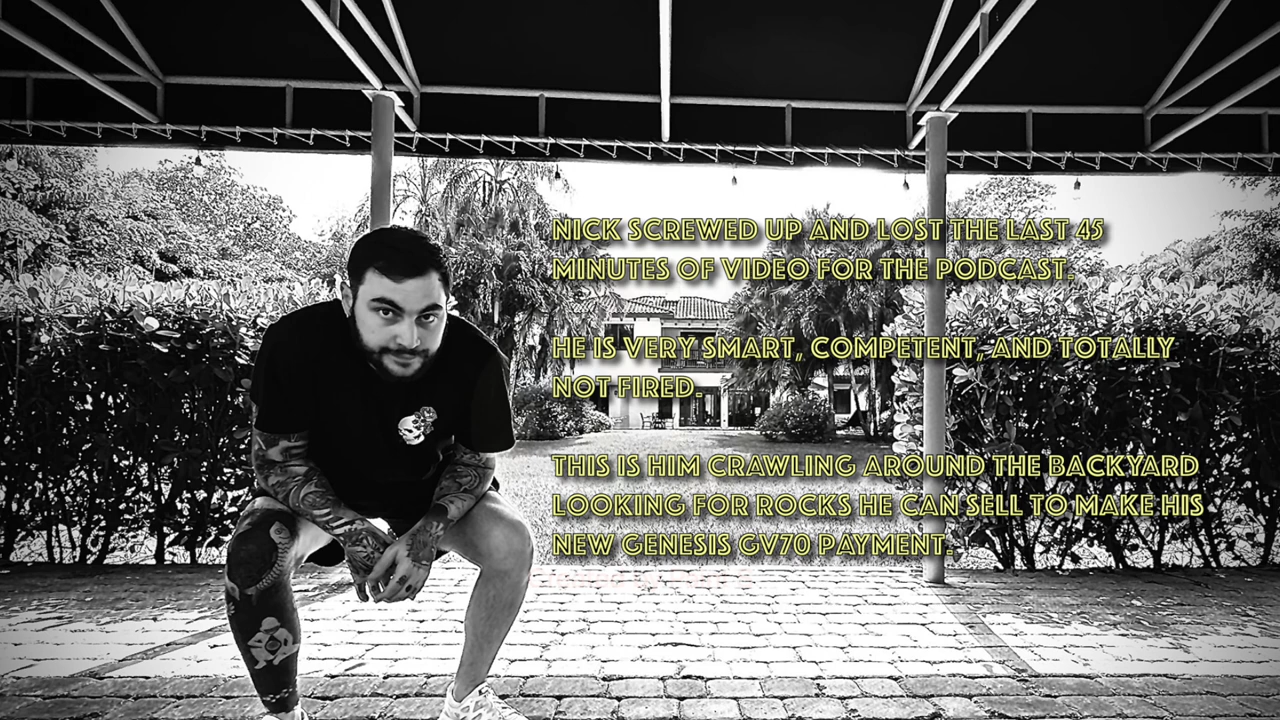 NICK SCREWED UP AND LOST THE LAST 45
MINUTES OF VIDEO FOR THE PODCAST.
HE IS VERY SMART, COMPETENT, AND TOTALLY
NOT FIRED.
THIS IS HIM CRAWLING AROUND THE BACKYARD
LOOKING FOR ROCKS HE CAN SELL TO MAKE HIS
NEW GENESIS GV70 PAYMENT.